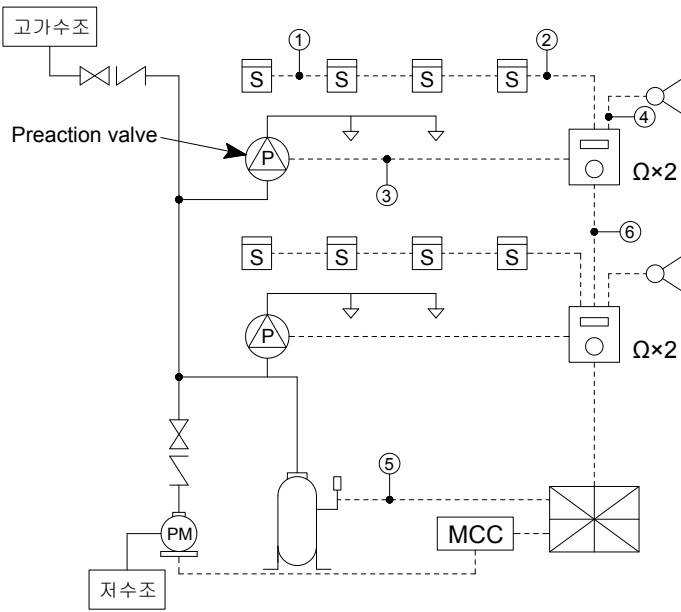 고가수조
① ②
S S S S
④
Preaction valve
P
③
Ω×2
⑥
S S S S
P
Ω×2
⑤
PM
MCC
저수조